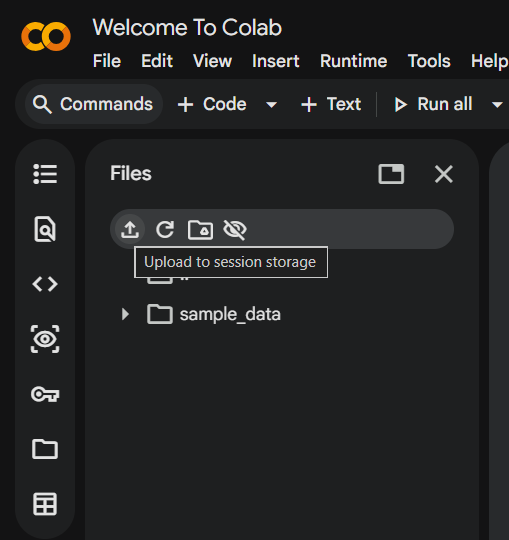 Welcome To Colab
File Edit View Insert Runtime Tools Help
Commands + Code + Text Run all
Files
Upload to session storage
..
sample_data